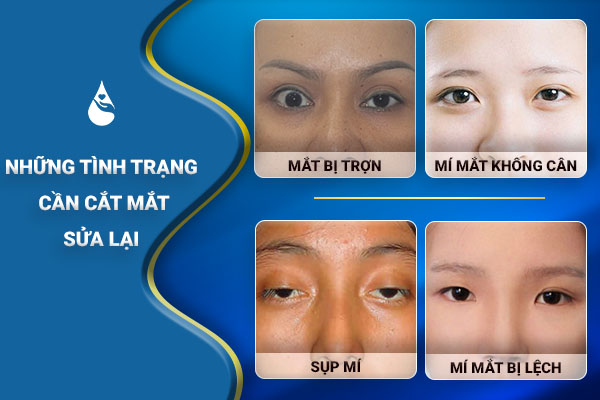 NHỮNG TÌNH TRẠNG
CẦN CẮT MẮT
SỬA LẠI
MẮT BỊ TRỢN
MÍ MẮT KHÔNG CÂN
SỤP MÍ
MÍ MẮT BỊ LỆCH